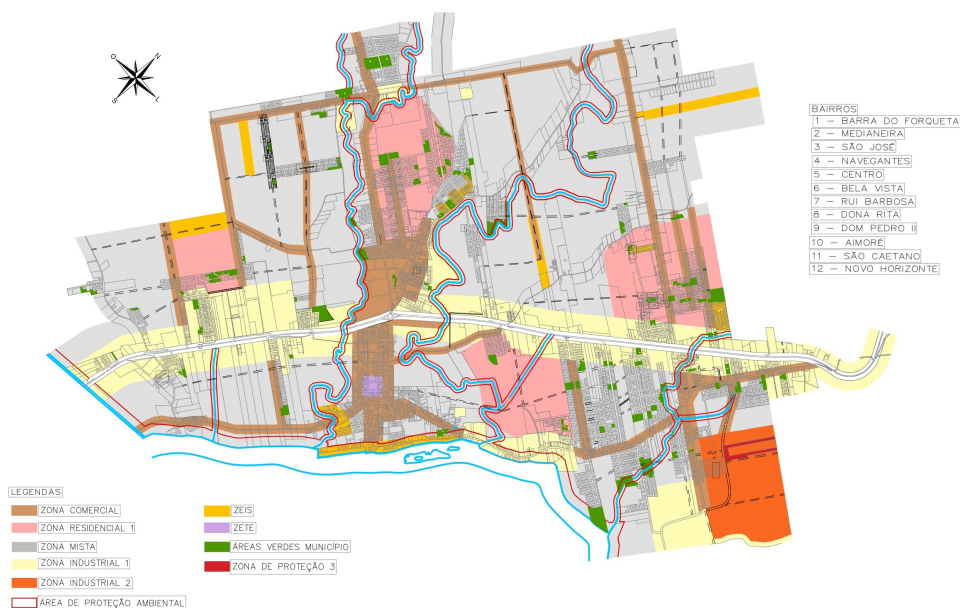 O
N
S
L
BAIRROS
1 – BARRA DO FORQUETA
2 – MEDIANEIRA
3 – SÃO JOSÉ
4 – NAVEGANTES
5 – CENTRO
6 – BELA VISTA
7 – RUI BARBOSA
8 – DONA RITA
9 – DOM PEDRO II
10 – AIMORÉ
11 – SÃO CAETANO
12 – NOVO HORIZONTE
LEGENDAS
ZONA COMERCIAL
ZONA RESIDENCIAL 1
ZONA MISTA
ZONA INDUSTRIAL 1
ZONA INDUSTRIAL 2
ÁREA DE PROTEÇÃO AMBIENTAL
ZEIS
ZETE
ÁREAS VERDES MUNICÍPIO
ZONA DE PROTEÇÃO 3